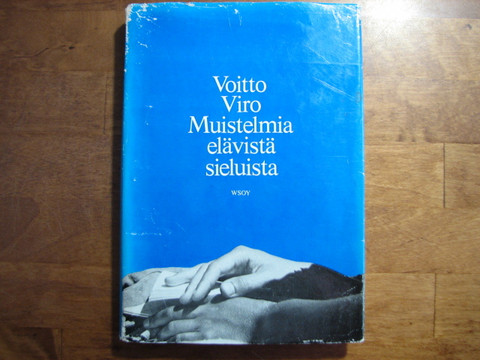 Voitto
Viro
Muistelmia
elävistä
sieluista
WSOY